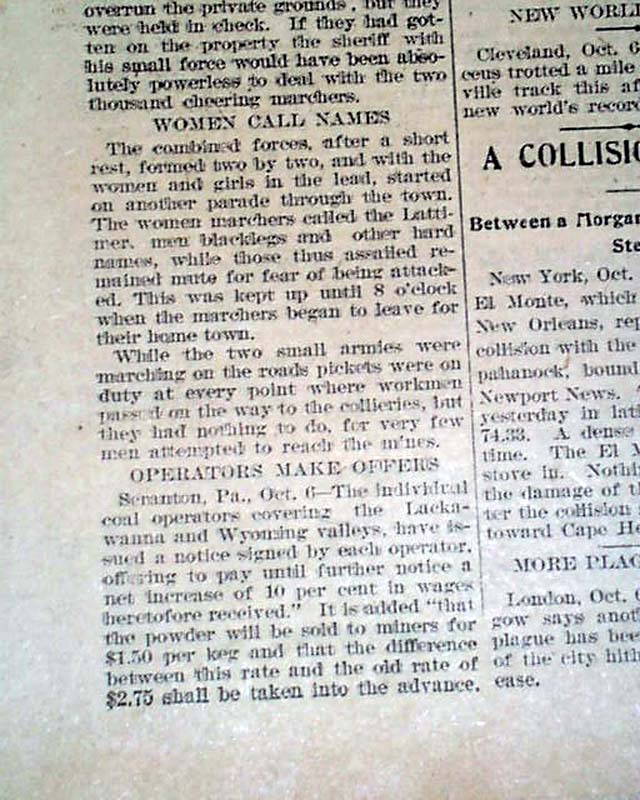 overrun the private grounds, but they
were held in check. If they had got-
ten on the property the sheriff with
his small force would have been abso-
lutely powerless to deal with the two
thousand cheering marchers.
WOMEN CALL NAMES
The combined forces, after a short
rest, formed two by two, and with the
women and girls in the lead, started
on another parade through the town.
The women marchers called the Latti-
mer, men blacklegs and other hard
names, while those thus assailed re-
mained mute for fear of being attack-
ed. This was kept up until 8 o'clock
when the marchers began to leave for
their home town.
While the two small armies were
marching on the roads pickets were on
duty at every point where workmen
passed on the way to the collieries, but
they had nothing to do, for very few
men attempted to reach the mines.
OPERATORS MAKE OFFERS
Scranton, Pa., Oct. 6—The individual
coal operators covering the Lacka-
wanna and Wyoming valleys, have is-
sued a notice signed by each operator,
offering to pay until further notice a
net increase of 10 per cent in wages
heretofore received." It is added "that
the powder will be sold to miners for
$1.50 per keg and that the difference
between this rate and the old rate of
$2.75 shall be taken into the advance.
NEW WORL
Cleveland, Oct. 6
ceus trotted a mile
ville track this af
new world's recor
A COLLISIO
Between a Morgan
Ste
New York, Oct.
El Monte, which
New Orleans, rep
collision with the
pahanock, bound
Newport News.
yesterday in lati
74.33. A dense
time. The El M
stove in. Nothi
the damage of th
ter the collision
toward Cape He
MORE PLAG
London, Oct. 6
gow says anot
plague has bee
of the city hith
ease.